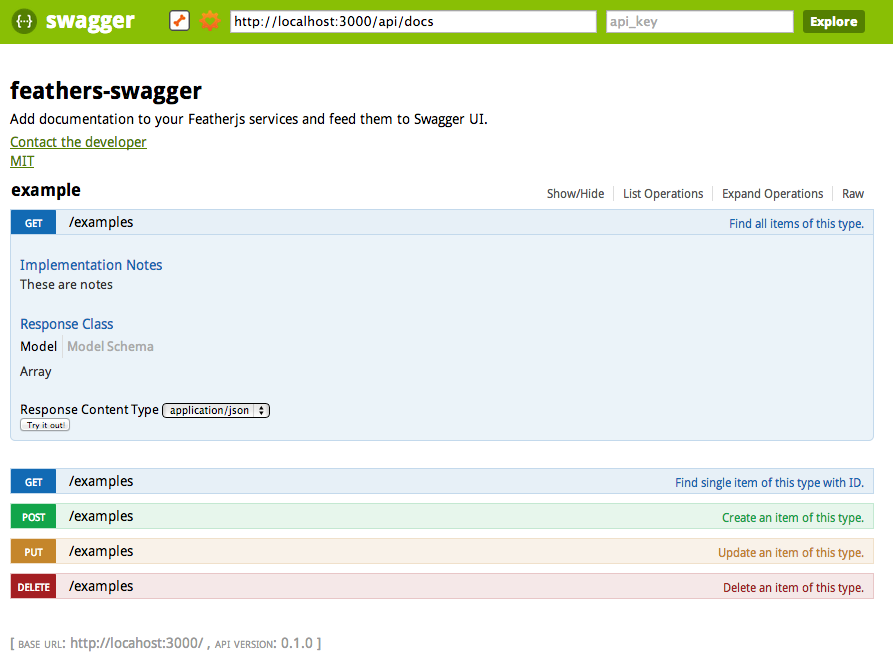 {··} swagger http://localhost:3000/api/docs api_key Explore
feathers-swagger
Add documentation to your Featherjs services and feed them to Swagger UI.
Contact the developer
MIT
example Show/Hide List Operations Expand Operations Raw
GET /examples Find all items of this type.
Implementation Notes
These are notes
Response Class
Model Model Schema
Array
Response Content Type application/json
Try it out!
GET /examples Find single item of this type with ID.
POST /examples Create an item of this type.
PUT /examples Update an item of this type.
DELETE /examples Delete an item of this type.
[ BASE URL: http://locahost:3000/ , API VERSION: 0.1.0 ]